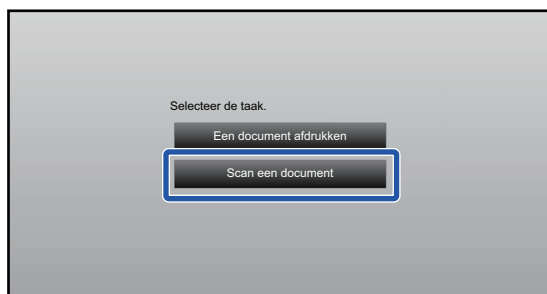 Selecteer de taak.
Een document afdrukken
Scan een document